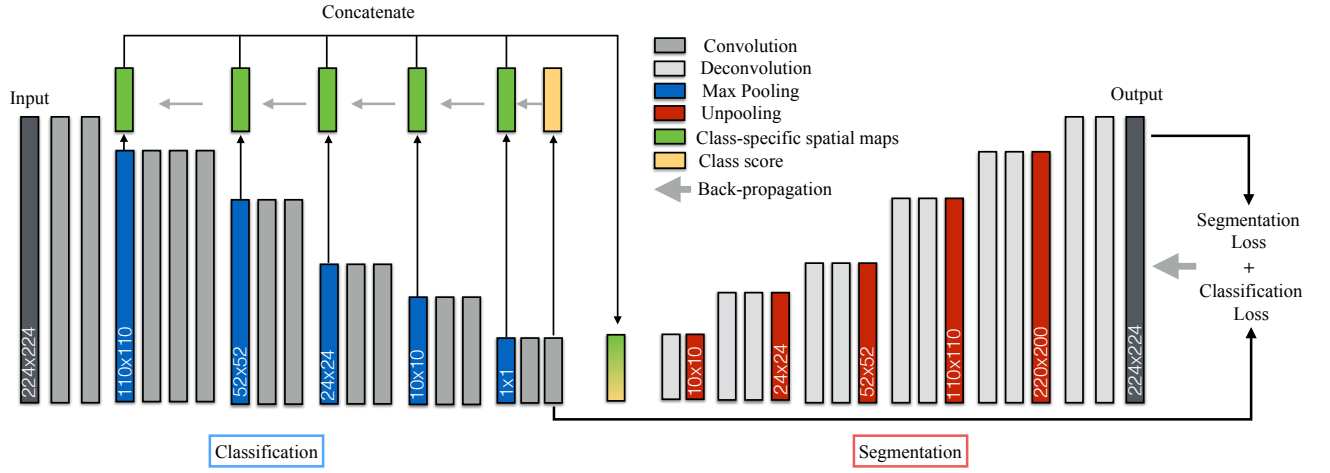 Concatenate
Input
Convolution
Deconvolution
Max Pooling
Unpooling
Class-specific spatial maps
Class score
Back-propagation
Output
Segmentation
Loss
+
Classification
Loss
224x224
110x110
52x52
24x24
10x10
1x1
10x10
24x24
52x52
110x110
220x200
224x224
Classification
Segmentation